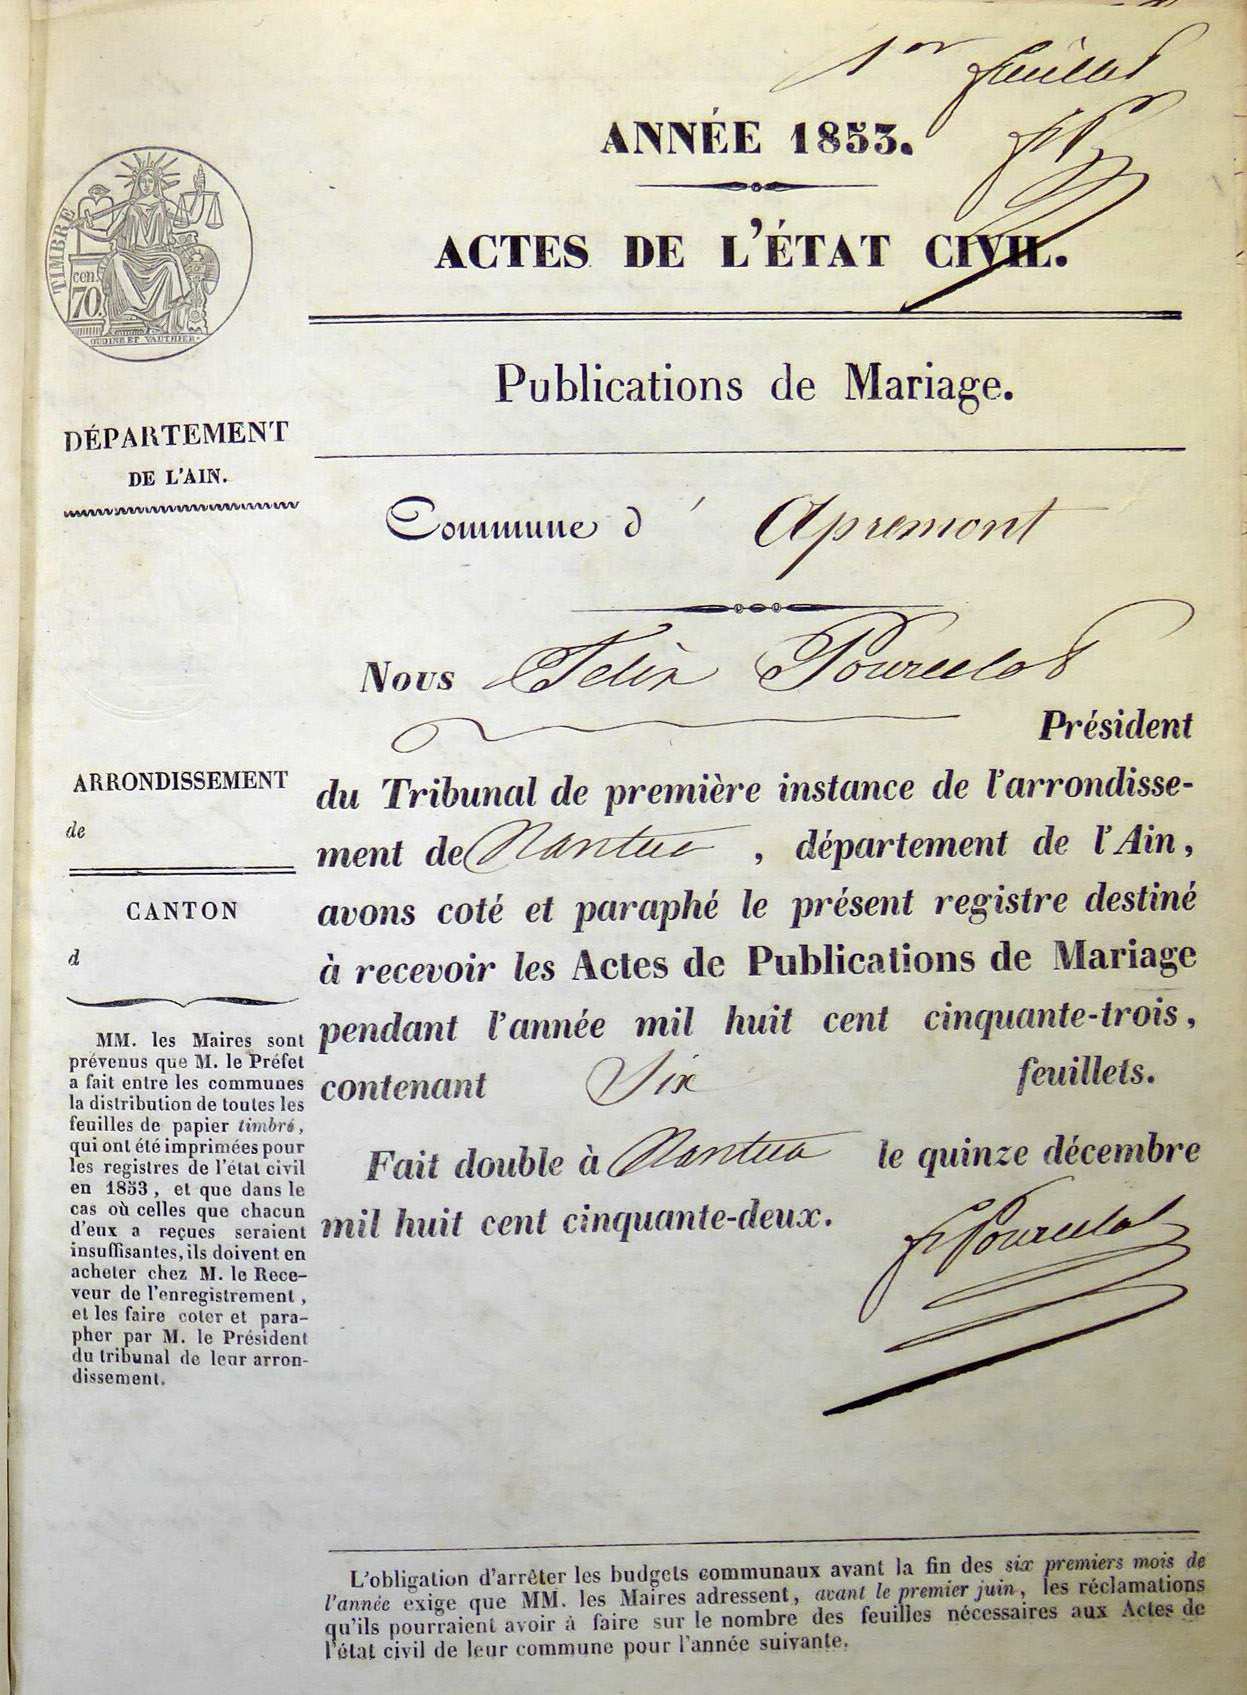 1er feuillet
ANNÉE 1853.
fP
ACTES DE L'ÉTAT CIVIL.
TIMBRE
cen.
70.
OUDINE ET VAUTHIER
Publications de Mariage.
DÉPARTEMENT
DE L'AIN.
Commune d' Apremont
Nous Felix Pourcelot
Président
ARRONDISSEMENT
de
CANTON
d
du Tribunal de première instance de l'arrondisse-
ment de Nantua, département de l'Ain,
avons coté et paraphé le présent registre destiné
à recevoir les Actes de Publications de Mariage
pendant l'année mil huit cent cinquante-trois,
contenant Six feuillets.
Fait double à Nantua le quinze décembre
mil huit cent cinquante-deux.
f Pourcelot
MM. les Maires sont
prévenus que M. le Préfet
a fait entre les communes
la distribution de toutes les
feuilles de papier timbré,
qui ont été imprimées pour
les registres de l'état civil
en 1853, et que dans le
cas où celles que chacun
d'eux a reçues seraient
insuffisantes, ils doivent en
acheter chez M. le Rece-
veur de l'enregistrement,
et les faire coter et para-
pher par M. le Président
du tribunal de leur arron-
dissement.
L'obligation d'arrêter les budgets communaux avant la fin des six premiers mois de
l'année exige que MM. les Maires adressent, avant le premier juin, les réclamations
qu'ils pourraient avoir à faire sur le nombre des feuilles nécessaires aux Actes de
l'état civil de leur commune pour l'année suivante.